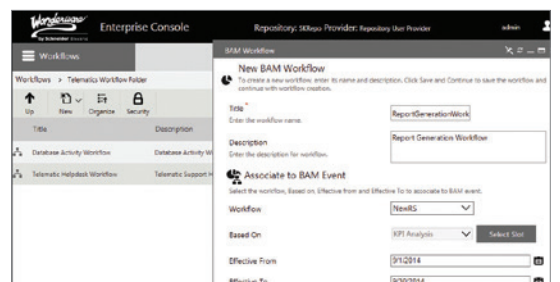 Wonderware
by Schneider Electric
Enterprise Console
Repository: SKRepo Provider: Repository User Provider
admin
Workflows
BAM Workflow
Workflows > Telematics Workflow Folder
Up
New
Organize
Security
Title
Description
Database Activity Workflow
Database Activity W
Telematic Helpdesk Workflow
Telematic Support H
New BAM Workflow
To create a new workflow, enter its name and description. Click Save and Continue to save the workflow and
continue with workflow creation.
Title *
Enter the workflow name.
ReportGenerationWork
Description
Enter the description for workflow.
Report Generation Workflow
Associate to BAM Event
Select the workflow, Based on, Effective from and Effective To to associate to BAM event.
Workflow
NewRS
Based On
KPI Analysis
Select Slot
Effective From
9/1/2014
Effective To
9/30/2014